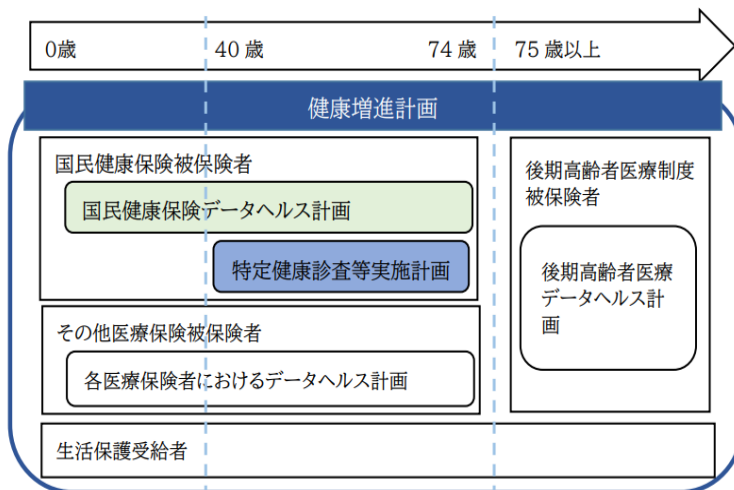 0歳
40 歳
74 歳
75 歳以上
健康増進計画
国民健康保険被保険者
国民健康保険データヘルス計画
特定健康診査等実施計画
その他医療保険被保険者
各医療保険者におけるデータヘルス計画
後期高齢者医療制度
被保険者
後期高齢者医療
データヘルス計
画
生活保護受給者